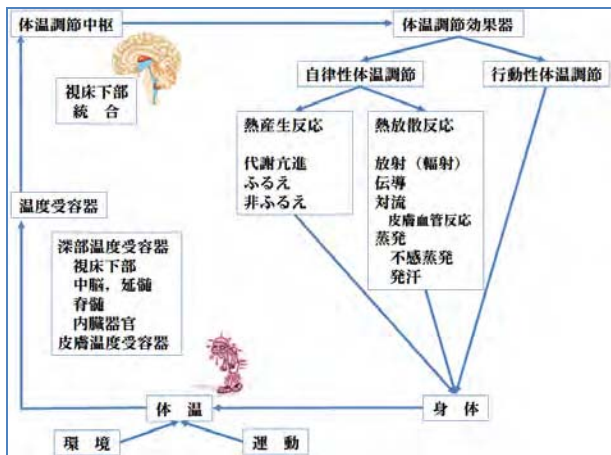 体温調節中枢
体温調節効果器
視床下部
統 合
自律性体温調節
行動性体温調節
熱産生反応
代謝亢進
ふるえ
非ふるえ
熱放散反応
放射（輻射）
伝導
対流
皮膚血管反応
蒸発
不感蒸発
発汗
温度受容器
深部温度受容器
視床下部
中脳，延髄
脊髄
内臓器官
皮膚温度受容器
体 温
身 体
環 境
運 動